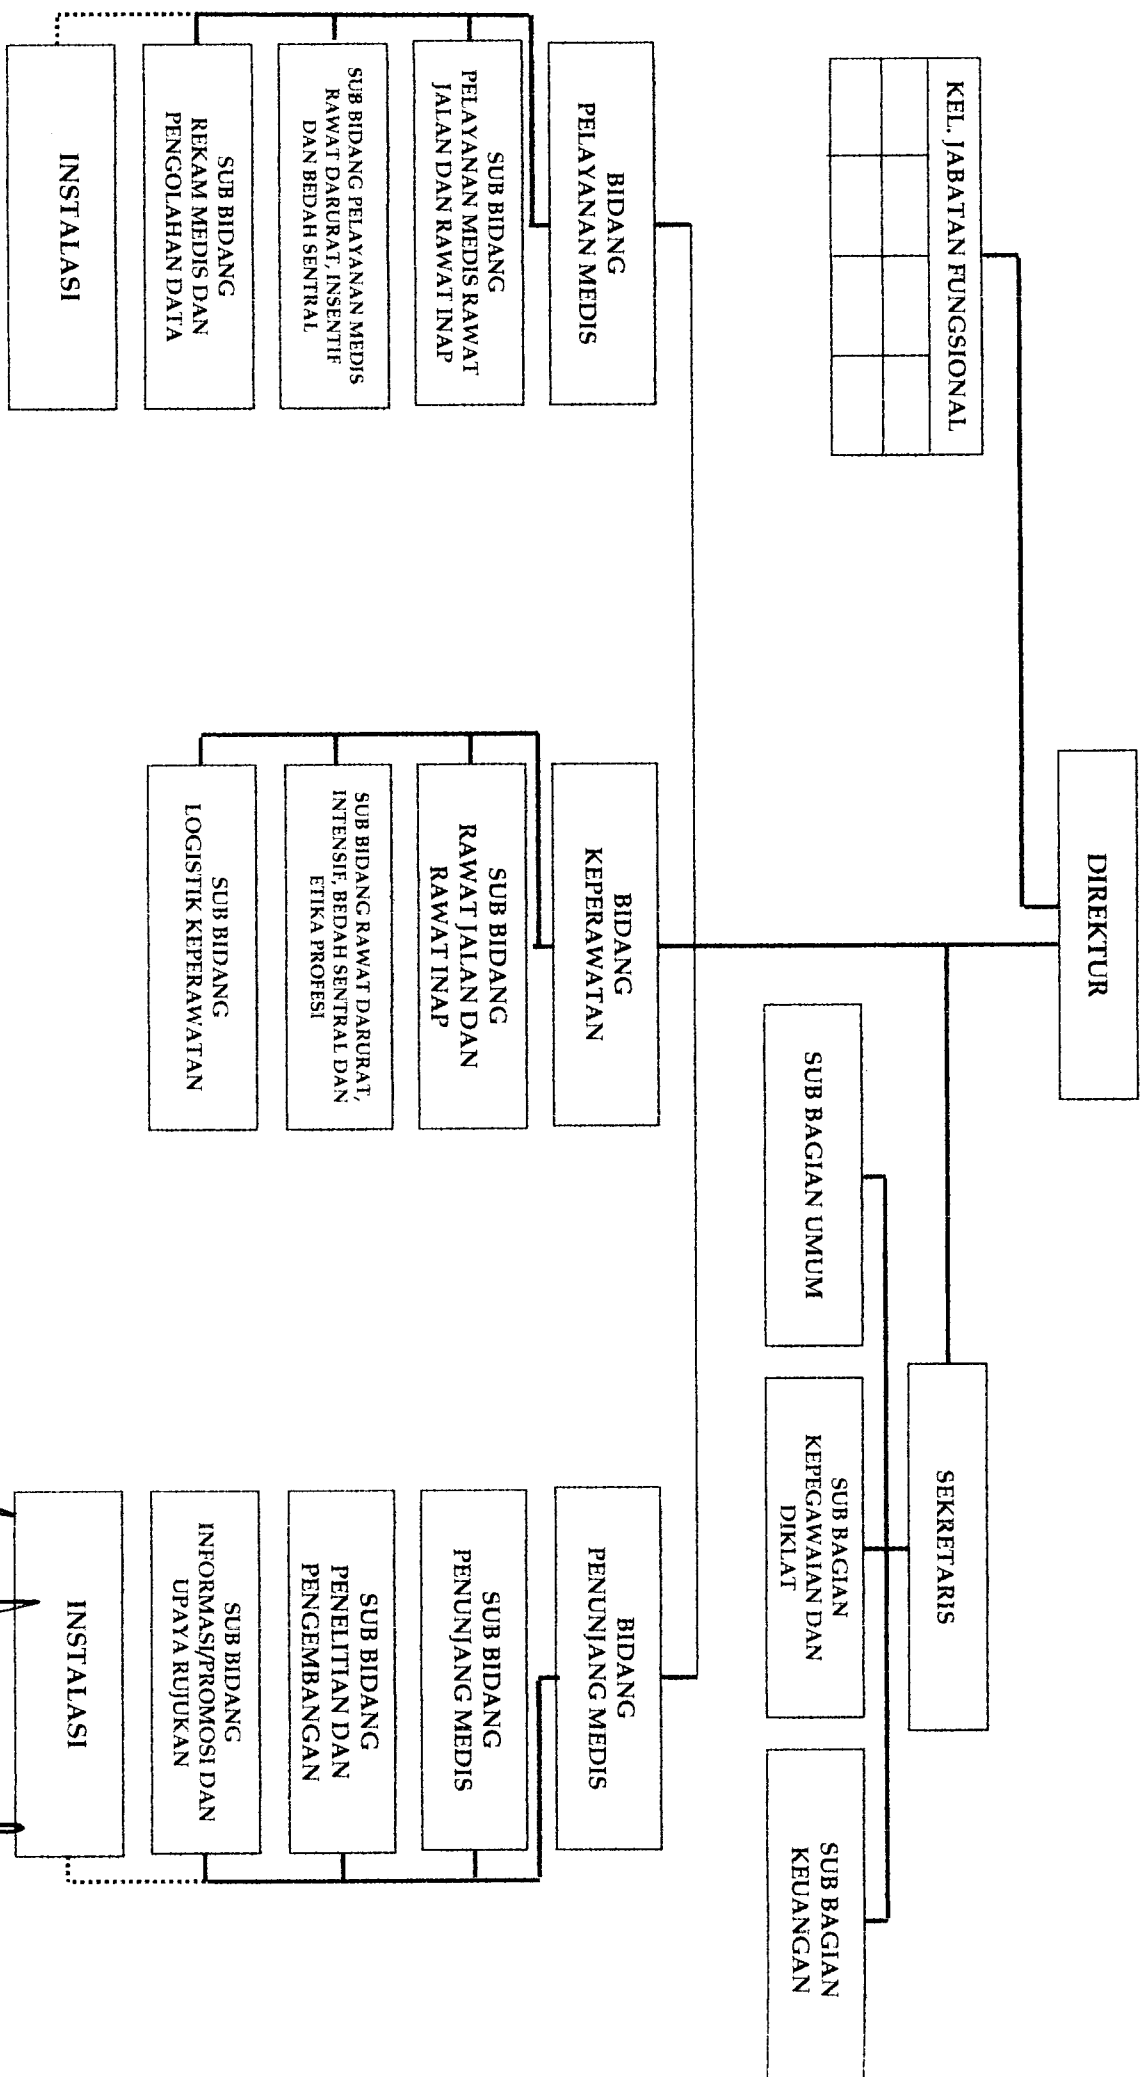 DIREKTUR
KEL. JABATAN FUNGSIONAL
SEKRETARIS
SUB BAGIAN UMUM
SUB BAGIAN
KEPEGAWAIAN DAN
DIKLAT
SUB BAGIAN
KEUANGAN
BIDANG
PELAYANAN MEDIS
SUB BIDANG
PELAYANAN MEDIS RAWAT
JALAN DAN RAWAT INAP
SUB BIDANG PELAYANAN MEDIS
RAWAT DARURAT, INSENTIF
DAN BEDAH SENTRAL
SUB BIDANG
REKAM MEDIS DAN
PENGOLAHAN DATA
INSTALASI
BIDANG
KEPERAWATAN
SUB BIDANG
RAWAT JALAN DAN
RAWAT INAP
SUB BIDANG RAWAT DARURAT,
INTENSIF, BEDAH SENTRAL DAN
ETIKA PROFESI
SUB BIDANG
LOGISTIK KEPERAWATAN
BIDANG
PENUNJANG MEDIS
SUB BIDANG
PENUNJANG MEDIS
SUB BIDANG
PENELITIAN DAN
PENGEMBANGAN
SUB BIDANG
INFORMASI/PROMOSI DAN
UPAYA RUJUKAN
INSTALASI